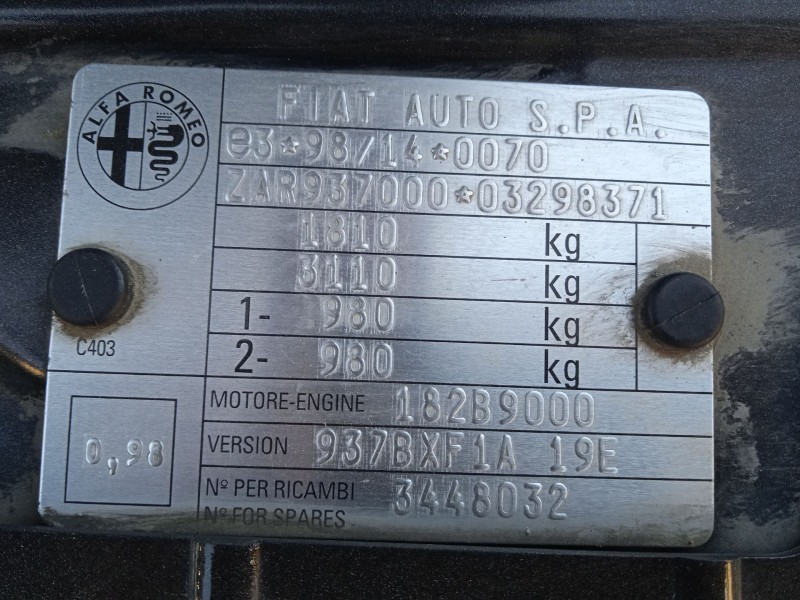 ALFA ROMEO
FIAT AUTO S.P.A.
e3*98/14*0070
ZAR937000*03298371
1810 kg
3110 kg
1- 980 kg
2- 980 kg
C403
0,98
MOTORE-ENGINE 182B9000
VERSION 937BXF1A 19E
Nº PER RICAMBI 3448032
Nº FOR SPARES